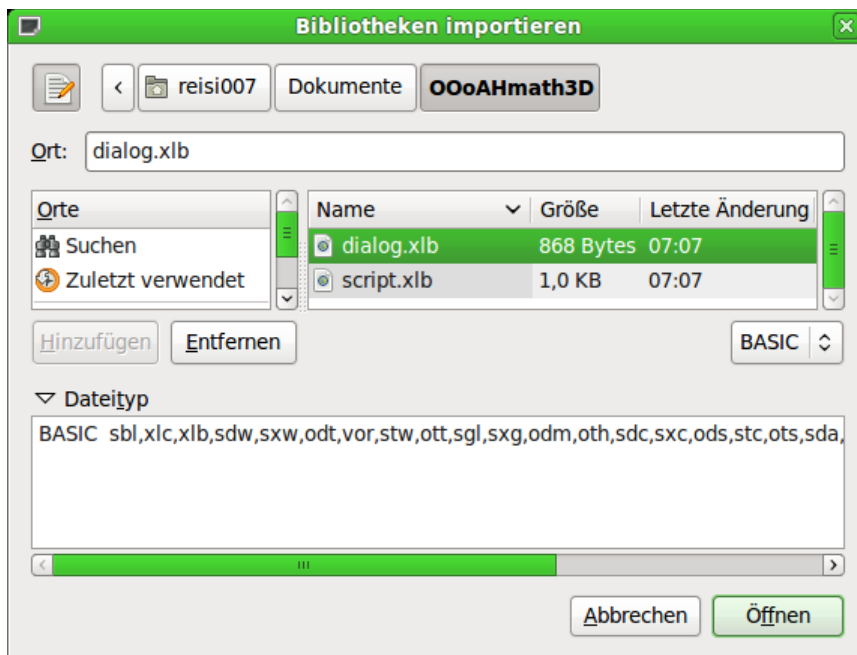 Bibliotheken importieren
reisi007 Dokumente OOoAHmath3D
Ort: dialog.xlb
Orte Name Größe Letzte Änderung
Suchen dialog.xlb 868 Bytes 07:07
Zuletzt verwendet script.xlb 1,0 KB 07:07
Hinzufügen Entfernen BASIC
Dateityp
BASIC sbl,xlc,xlb,sdw,sxw,odt,vor,stw,ott,sgl,sxg,odm,oth,sdc,sxc,ods,stc,ots,sda,
Abbrechen Öffnen